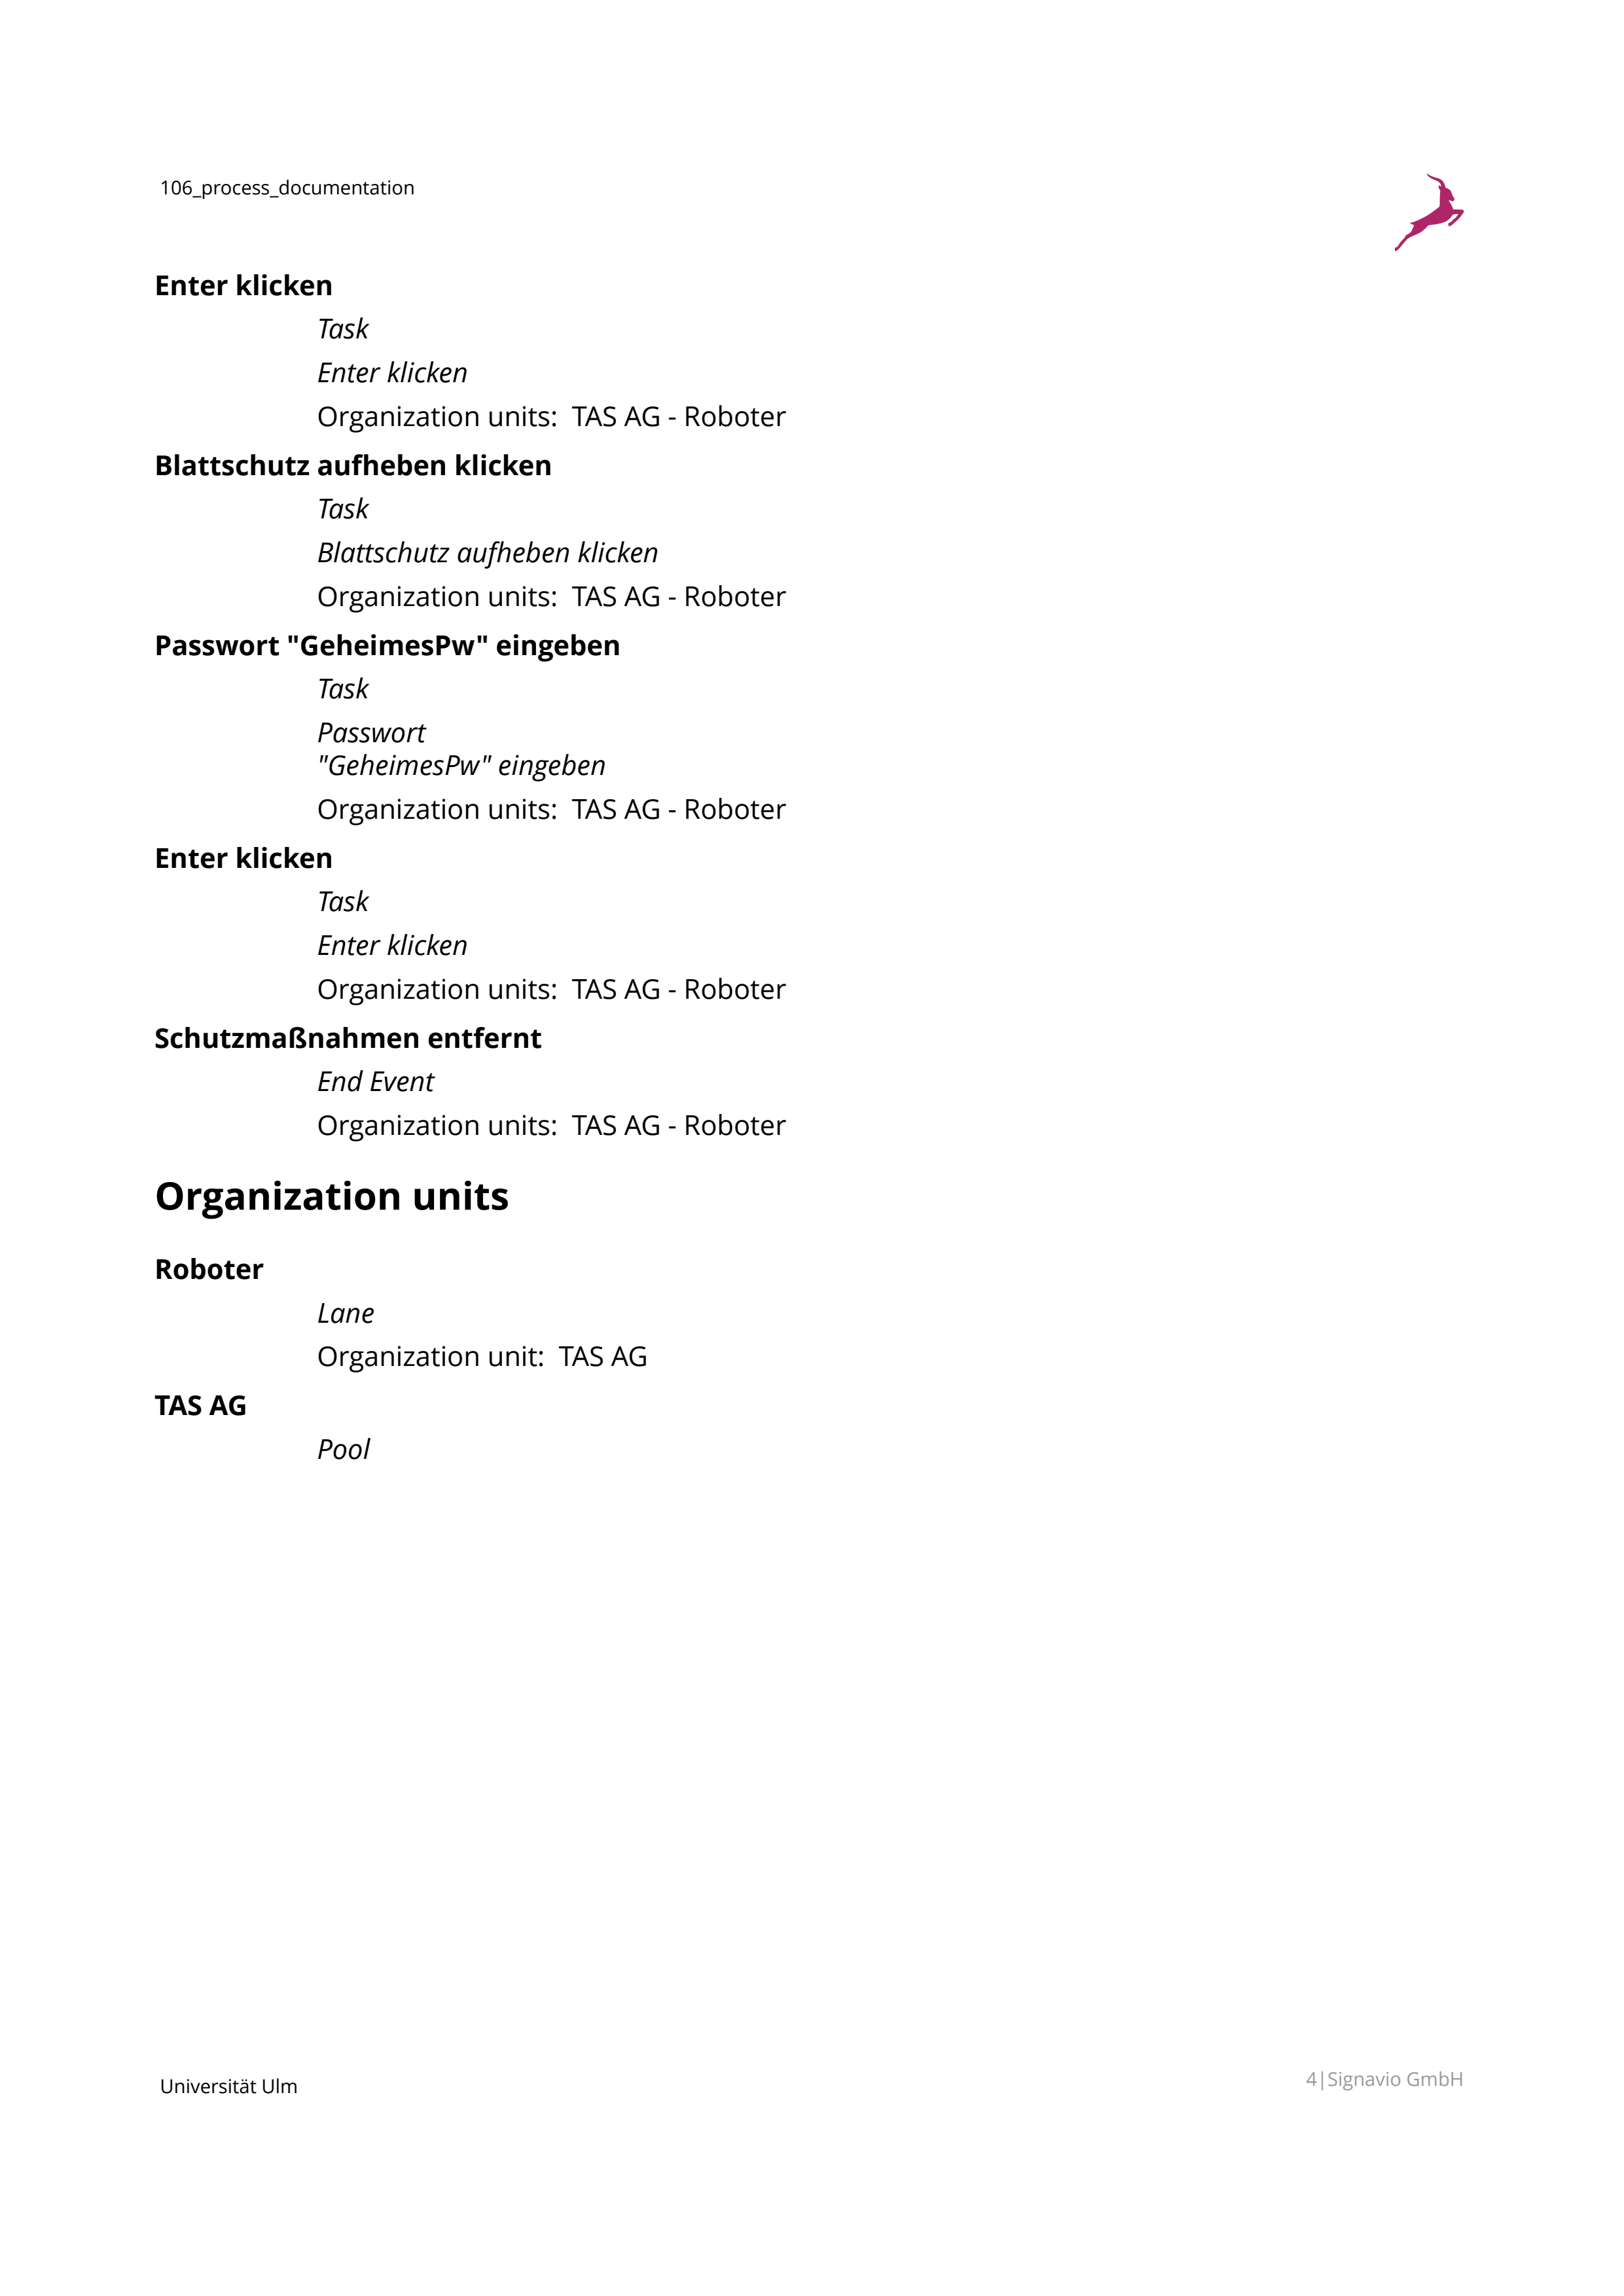 106_process_documentation
Enter klicken
Task
Enter klicken
Organization units:  TAS AG - Roboter
Blattschutz aufheben klicken
Task
Blattschutz aufheben klicken
Organization units:  TAS AG - Roboter
Passwort "GeheimesPw" eingeben
Task
Passwort
"GeheimesPw" eingeben
Organization units:  TAS AG - Roboter
Enter klicken
Task
Enter klicken
Organization units:  TAS AG - Roboter
Schutzmaßnahmen entfernt
End Event
Organization units:  TAS AG - Roboter
Organization units
Roboter
Lane
Organization unit:  TAS AG
TAS AG
Pool
Universität Ulm
4|Signavio GmbH